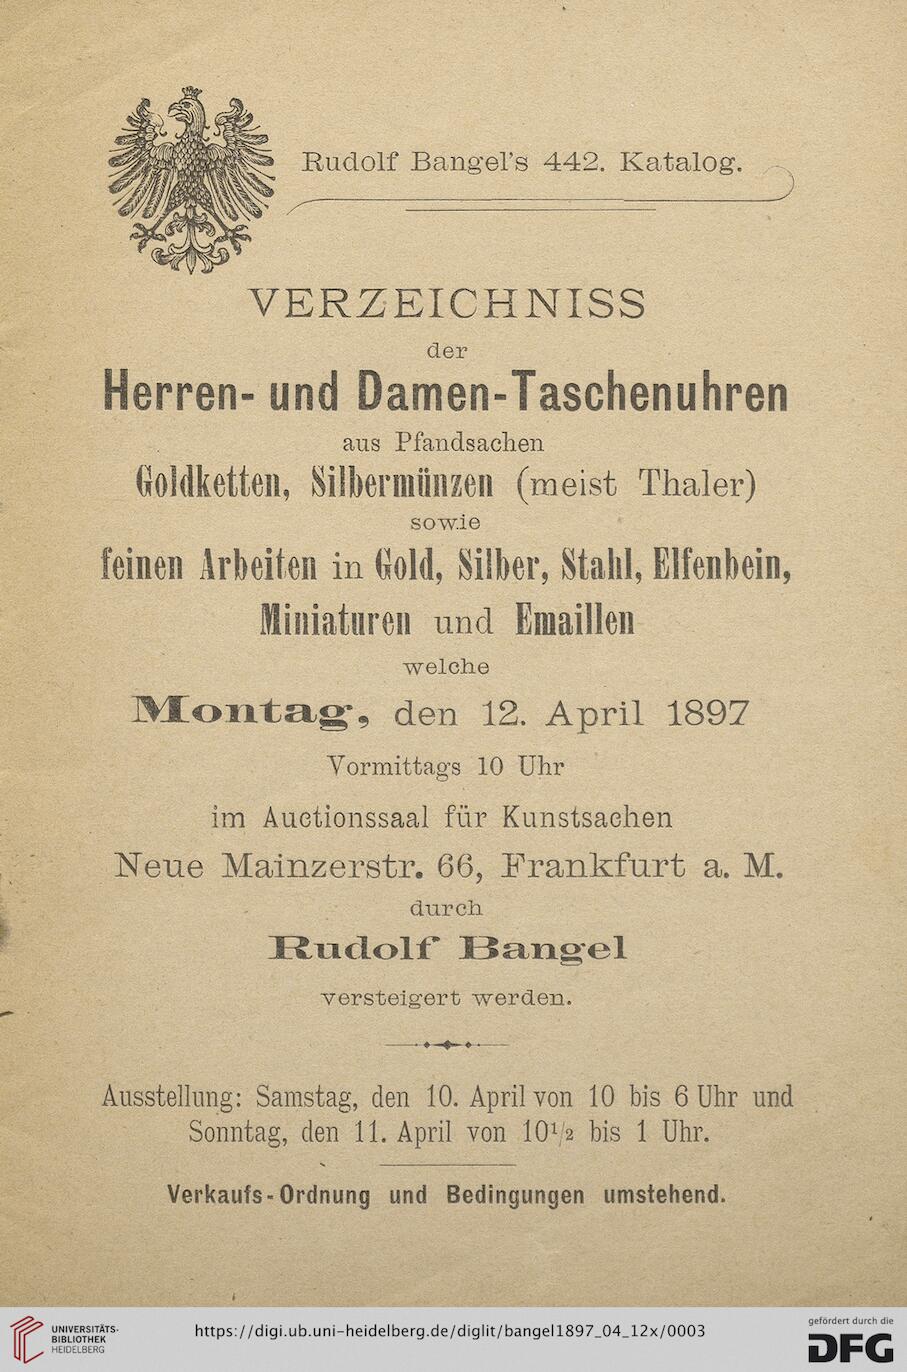 Rudolf Bangel's 442. Katalog.
VERZEICHNISS
der
Herren- und Damen-Taschenuhren
aus Pfandsachen
Goldketten, Silbermünzen (meist Thaler)
sowie
feinen Arbeiten in Gold, Silber, Stahl, Elfenbein,
Miniaturen und Emaillen
welche
Montag, den 12. April 1897
Vormittags 10 Uhr
im Auctionssaal für Kunstsachen
Neue Mainzerstr. 66, Frankfurt a. M.
durch
Rudolf Bangel
versteigert werden.
Ausstellung: Samstag, den 10. April von 10 bis 6 Uhr und
Sonntag, den 11. April von 10½ bis 1 Uhr.
Verkaufs-Ordnung und Bedingungen umstehend.
UNIVERSITÄTS-
BIBLIOTHEK
HEIDELBERG
https://digi.ub.uni-heidelberg.de/diglit/bangel1897_04_12x/0003
gefördert durch die
DFG